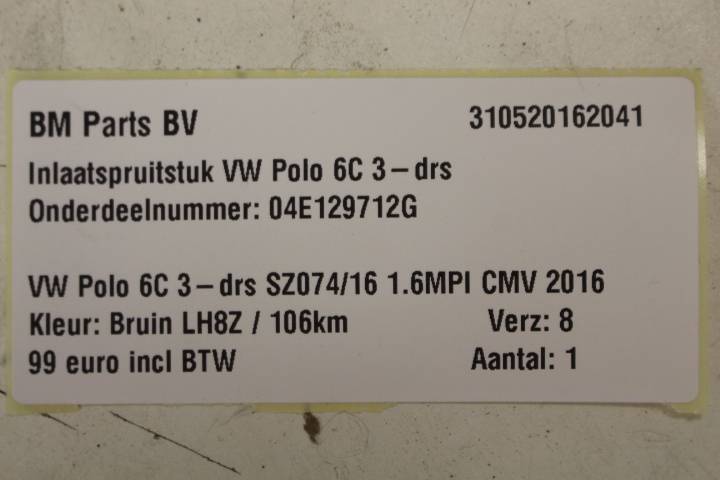 BM Parts BV 310520162041
Inlaatspruitstuk VW Polo 6C 3-drs
Onderdeelnummer: 04E129712G
VW Polo 6C 3-drs SZ074/16 1.6MPI CMV 2016
Kleur: Bruin LH8Z / 106km Verz: 8
99 euro incl BTW Aantal: 1